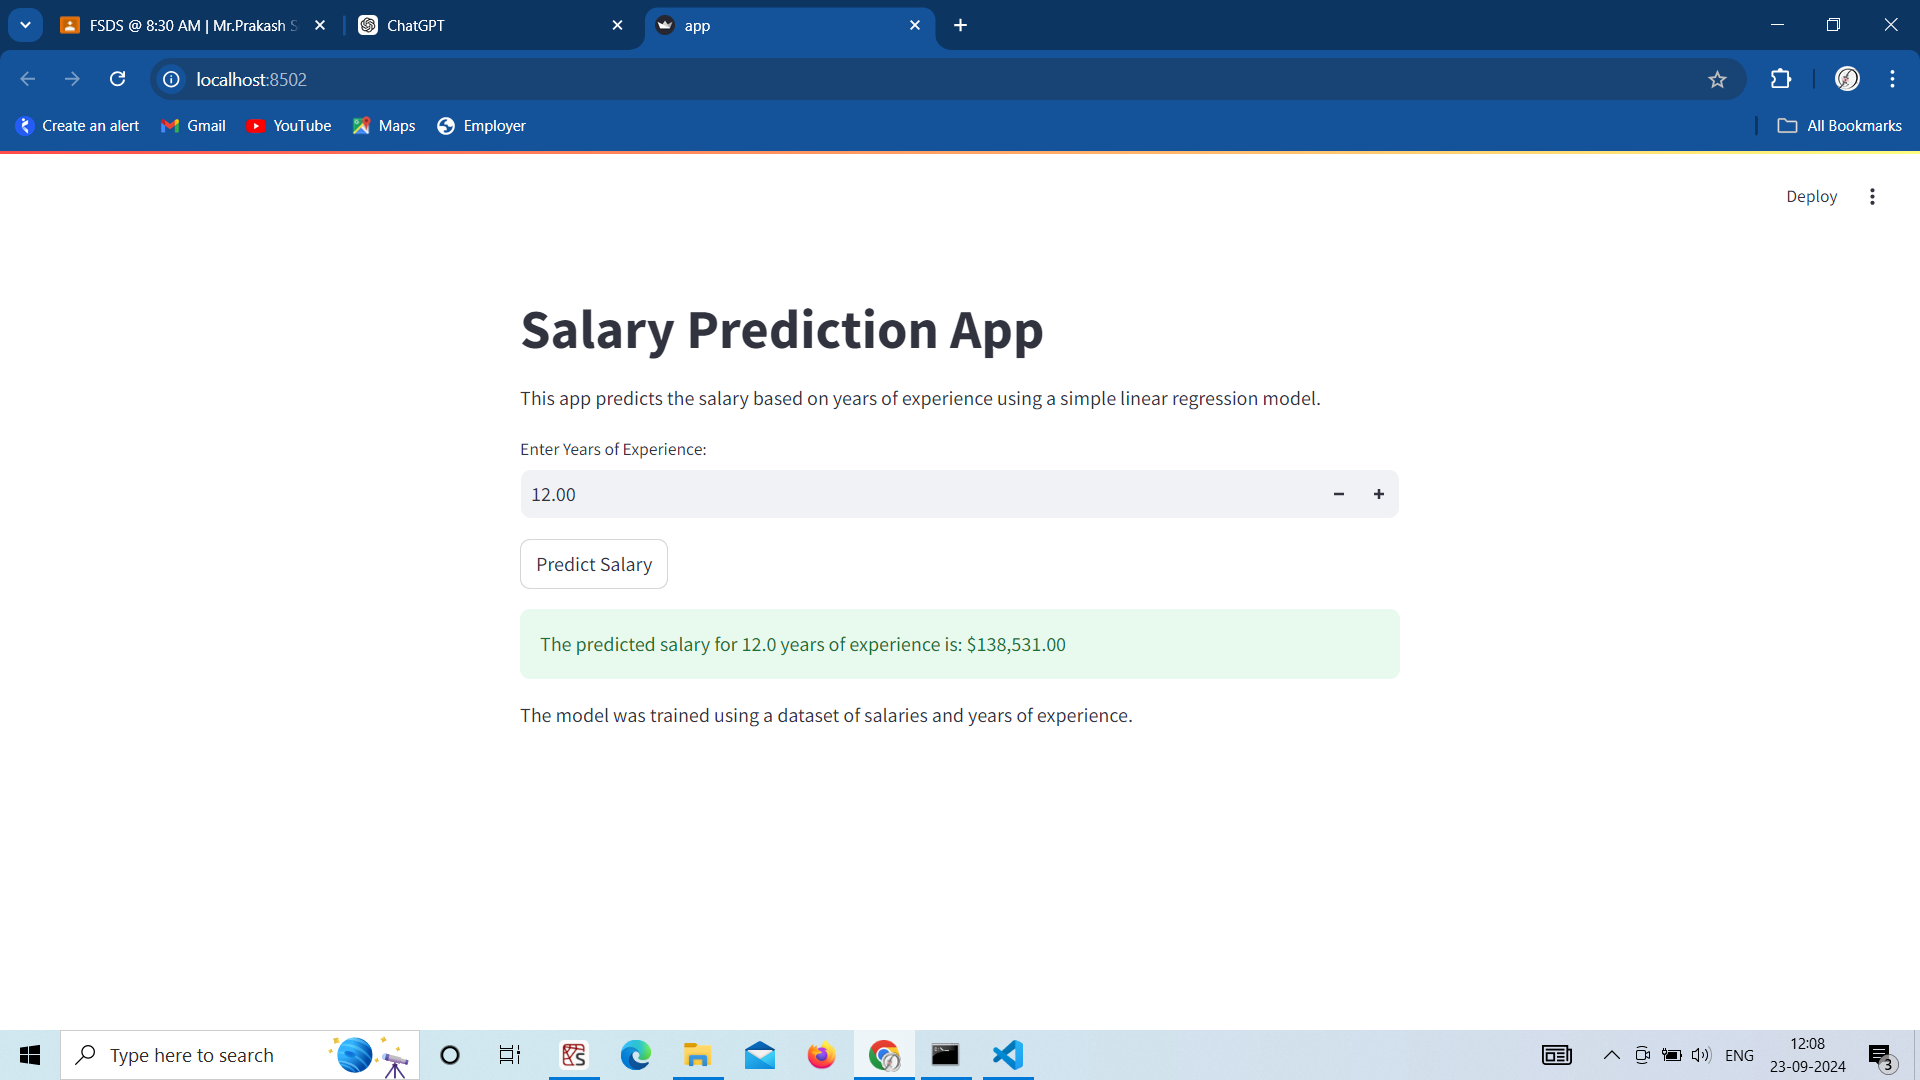 FSDS @ 8:30 AM | Mr.Prakash S
ChatGPT
app
localhost:8502
Create an alert
Gmail
YouTube
Maps
Employer
All Bookmarks
Deploy
Salary Prediction App
This app predicts the salary based on years of experience using a simple linear regression model.
Enter Years of Experience:
12.00
Predict Salary
The predicted salary for 12.0 years of experience is: $138,531.00
The model was trained using a dataset of salaries and years of experience.
Type here to search
ENG
12:08
23-09-2024
3